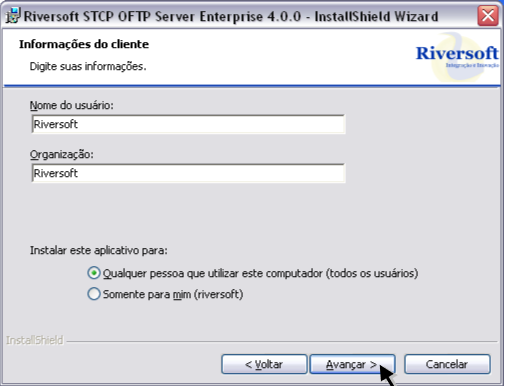 Riversoft STCP OFTP Server Enterprise 4.0.0 - InstallShield Wizard
Informações do cliente
Digite suas informações.
Riversoft
Integração e Inovação
Nome do usuário:
Riversoft
Organização:
Riversoft
Instalar este aplicativo para:
Qualquer pessoa que utilizar este computador (todos os usuários)
Somente para mim (riversoft)
InstallShield
< Voltar
Avançar >
Cancelar